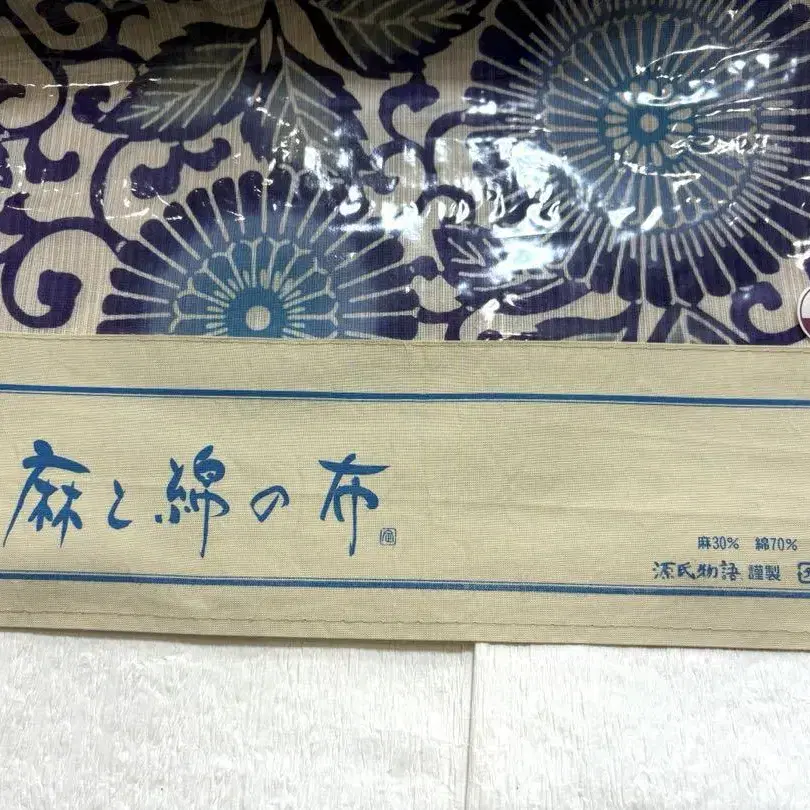 麻と綿の布
麻30% 綿70%
源氏物語 謹製